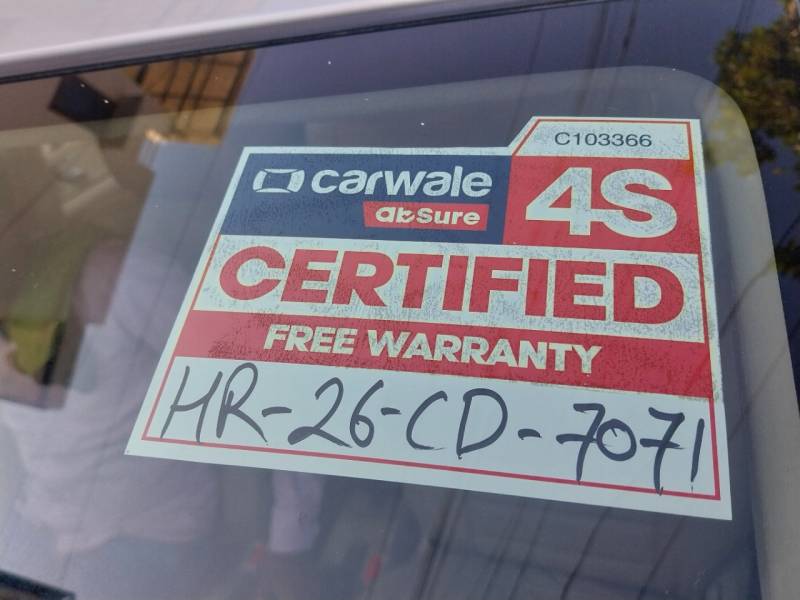 C103366
carwale
abSure
4S
CERTIFIED
FREE WARRANTY
HR-26-CD-7071